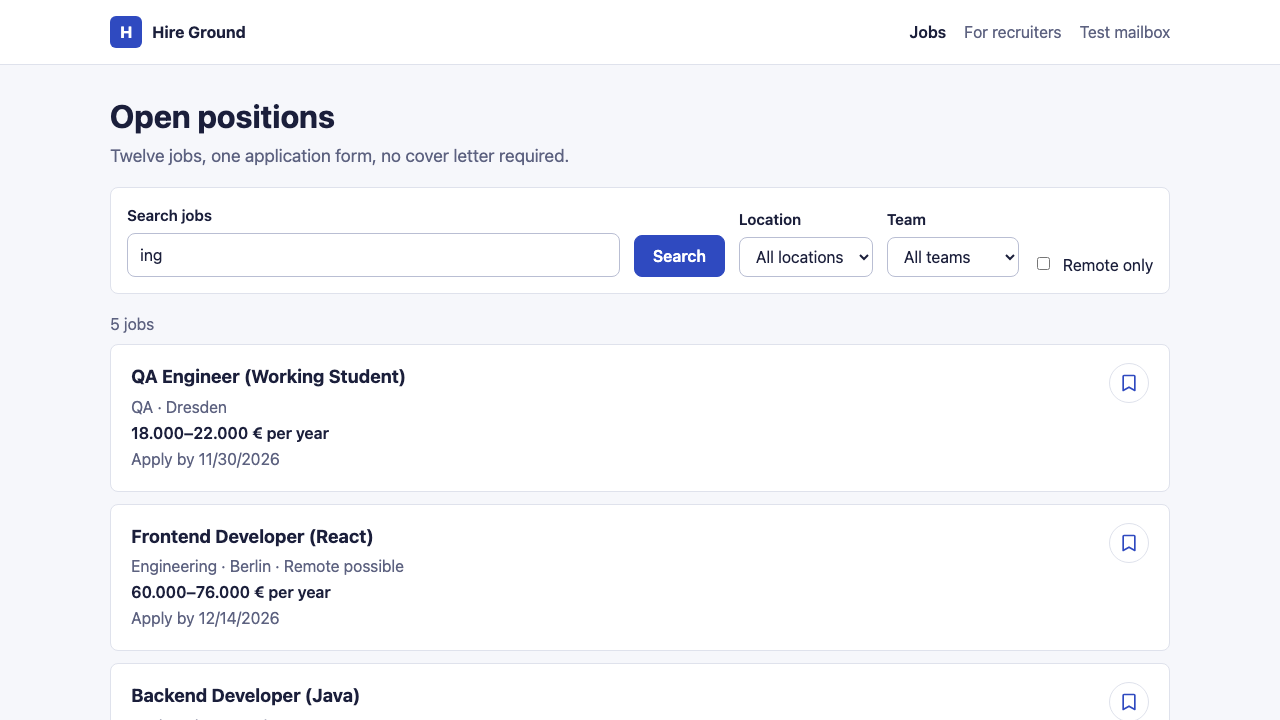 H Hire Ground
Jobs For recruiters Test mailbox
Open positions
Twelve jobs, one application form, no cover letter required.
Search jobs
ing
Search
Location
All locations
Team
All teams
Remote only
5 jobs
QA Engineer (Working Student)
QA · Dresden
18.000–22.000 € per year
Apply by 11/30/2026
Frontend Developer (React)
Engineering · Berlin · Remote possible
60.000–76.000 € per year
Apply by 12/14/2026
Backend Developer (Java)